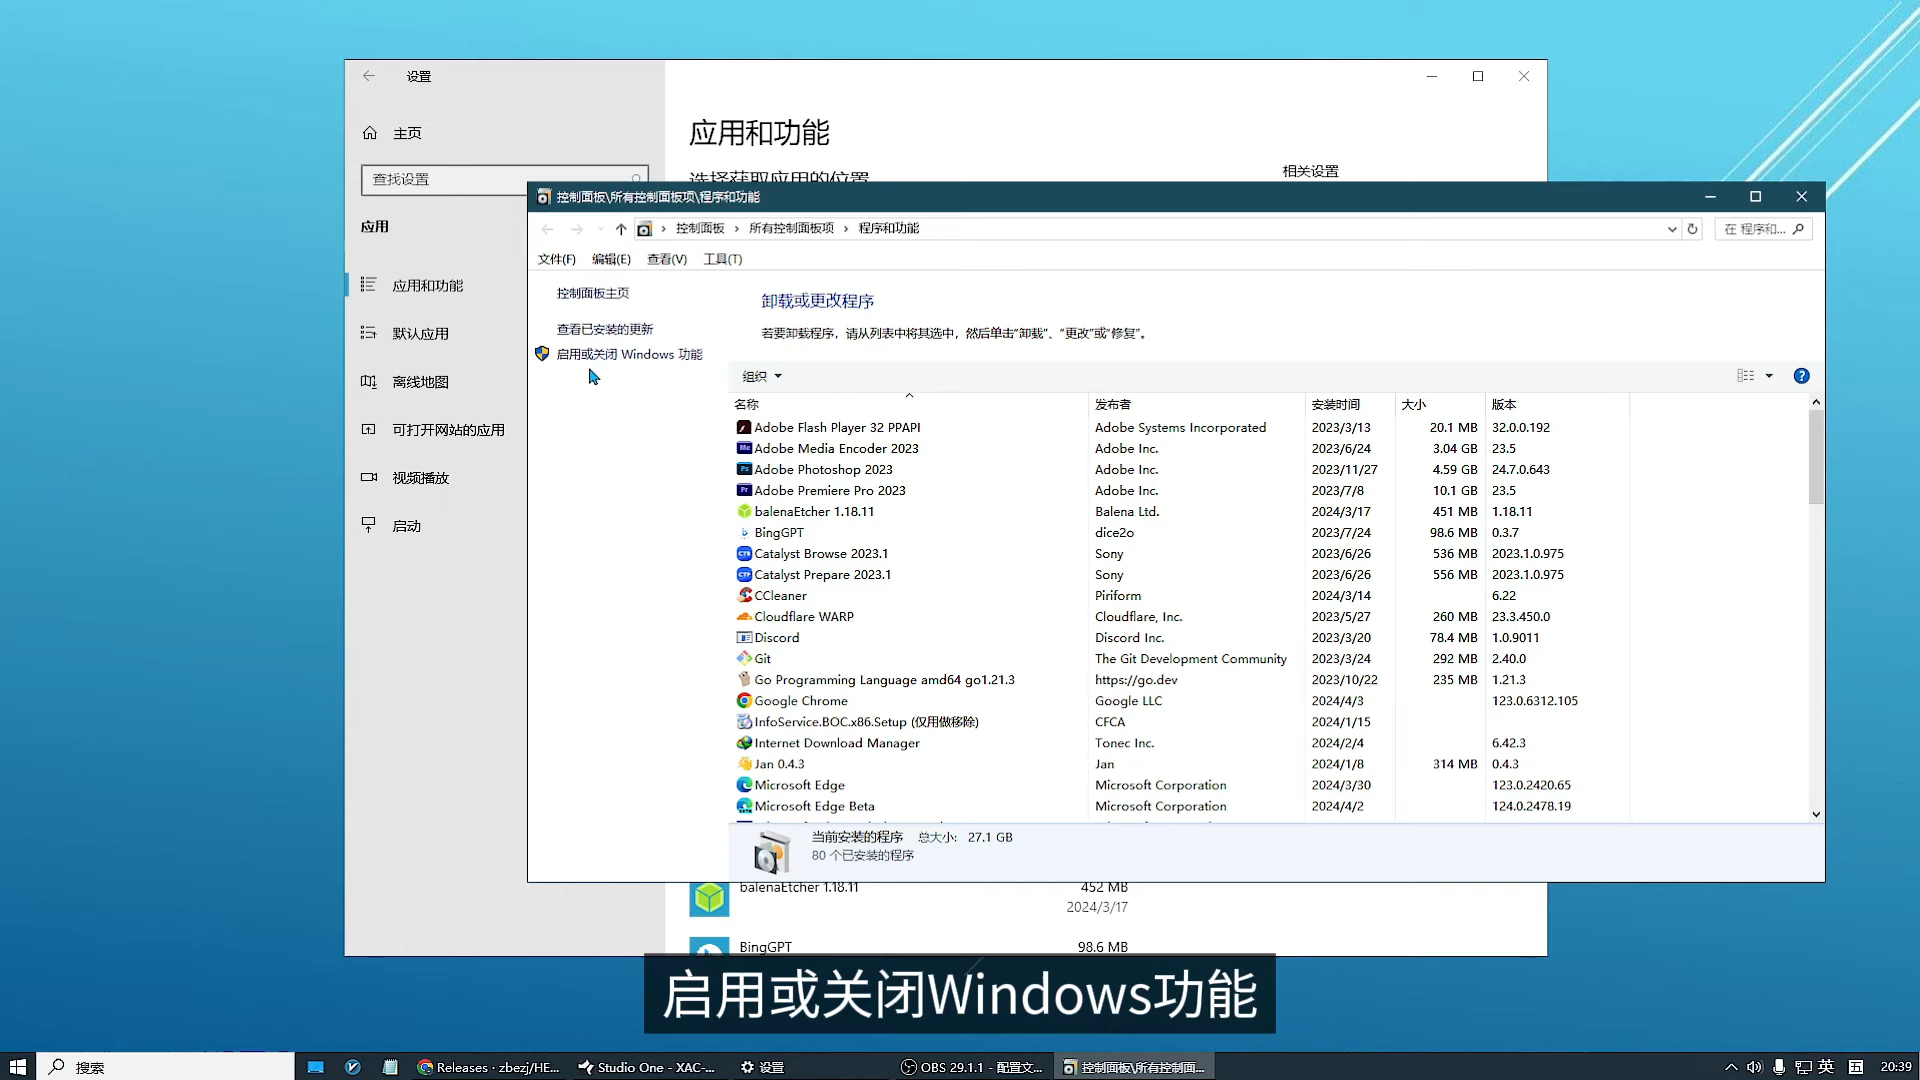 设置
主页
应用和功能
选择获取应用的位置
相关设置
查找设置
应用
应用和功能
默认应用
离线地图
可打开网站的应用
视频播放
启动
控制面板\所有控制面板项\程序和功能
控制面板 所有控制面板项 程序和功能
在 程序和...
文件(F) 编辑(E) 查看(V) 工具(T)
控制面板主页
查看已安装的更新
启用或关闭 Windows 功能
卸载或更改程序
若要卸载程序，请从列表中将其选中，然后单击“卸载”、“更改”或“修复”。
组织
名称 发布者 安装时间 大小 版本
Adobe Flash Player 32 PPAPI Adobe Systems Incorporated 2023/3/13 20.1 MB 32.0.0.192
Adobe Media Encoder 2023 Adobe Inc. 2023/6/24 3.04 GB 23.5
Adobe Photoshop 2023 Adobe Inc. 2023/11/27 4.59 GB 24.7.0.643
Adobe Premiere Pro 2023 Adobe Inc. 2023/7/8 10.1 GB 23.5
balenaEtcher 1.18.11 Balena Ltd. 2024/3/17 451 MB 1.18.11
BingGPT dice2o 2023/7/24 98.6 MB 0.3.7
Catalyst Browse 2023.1 Sony 2023/6/26 536 MB 2023.1.0.975
Catalyst Prepare 2023.1 Sony 2023/6/26 556 MB 2023.1.0.975
CCleaner Piriform 2024/3/14 6.22
Cloudflare WARP Cloudflare, Inc. 2023/5/27 260 MB 23.3.450.0
Discord Discord Inc. 2023/3/20 78.4 MB 1.0.9011
Git The Git Development Community 2023/3/24 292 MB 2.40.0
Go Programming Language amd64 go1.21.3 https://go.dev 2023/10/22 235 MB 1.21.3
Google Chrome Google LLC 2024/4/3 123.0.6312.105
InfoService.BOC.x86.Setup (仅用做移除) CFCA 2024/1/15
Internet Download Manager Tonec Inc. 2024/2/4 6.42.3
Jan 0.4.3 Jan 2024/1/8 314 MB 0.4.3
Microsoft Edge Microsoft Corporation 2024/3/30 123.0.2420.65
Microsoft Edge Beta Microsoft Corporation 2024/4/2 124.0.2478.19
当前安装的程序 总大小: 27.1 GB
80 个已安装的程序
balenaEtcher 1.18.11 452 MB
2024/3/17
BingGPT 98.6 MB
启用或关闭Windows功能
搜索 Releases · zbezj/HE... Studio One - XAC-... 设置 OBS 29.1.1 - 配置文... 控制面板\所有控制面... 英 五 20:39